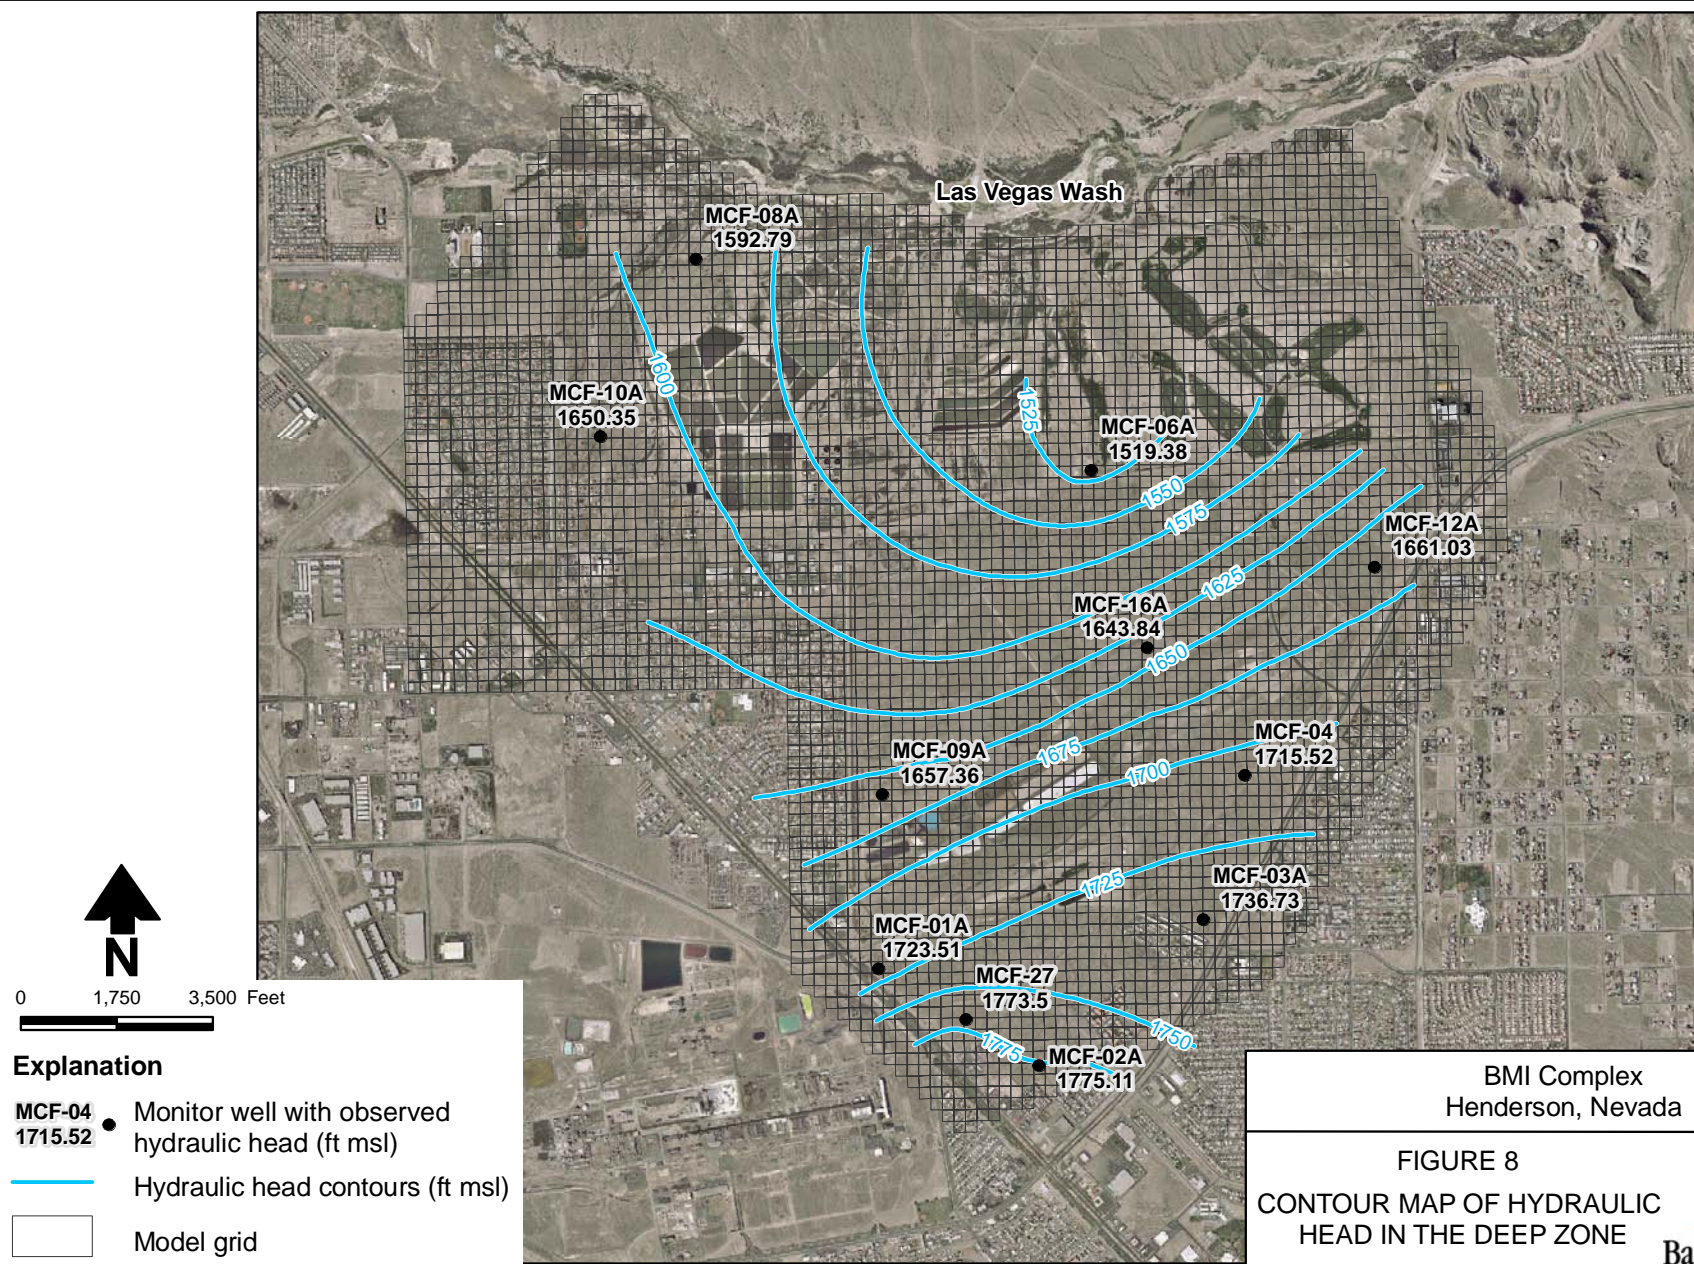 Las Vegas Wash
MCF-08A
1592.79
1600
MCF-10A
1650.35
1525
MCF-06A
1519.38
1550
1575
MCF-12A
1661.03
1625
MCF-16A
1643.84
1650
MCF-09A
1657.36
1675
MCF-04
1715.52
1700
1725
MCF-03A
1736.73
MCF-01A
1723.51
MCF-27
1773.5
1750
1775
MCF-02A
1775.11
N
0 1,750 3,500 Feet
Explanation
MCF-04
1715.52
Monitor well with observed
hydraulic head (ft msl)
Hydraulic head contours (ft msl)
Model grid
BMI Complex
Henderson, Nevada
FIGURE 8
CONTOUR MAP OF HYDRAULIC
HEAD IN THE DEEP ZONE
Ba